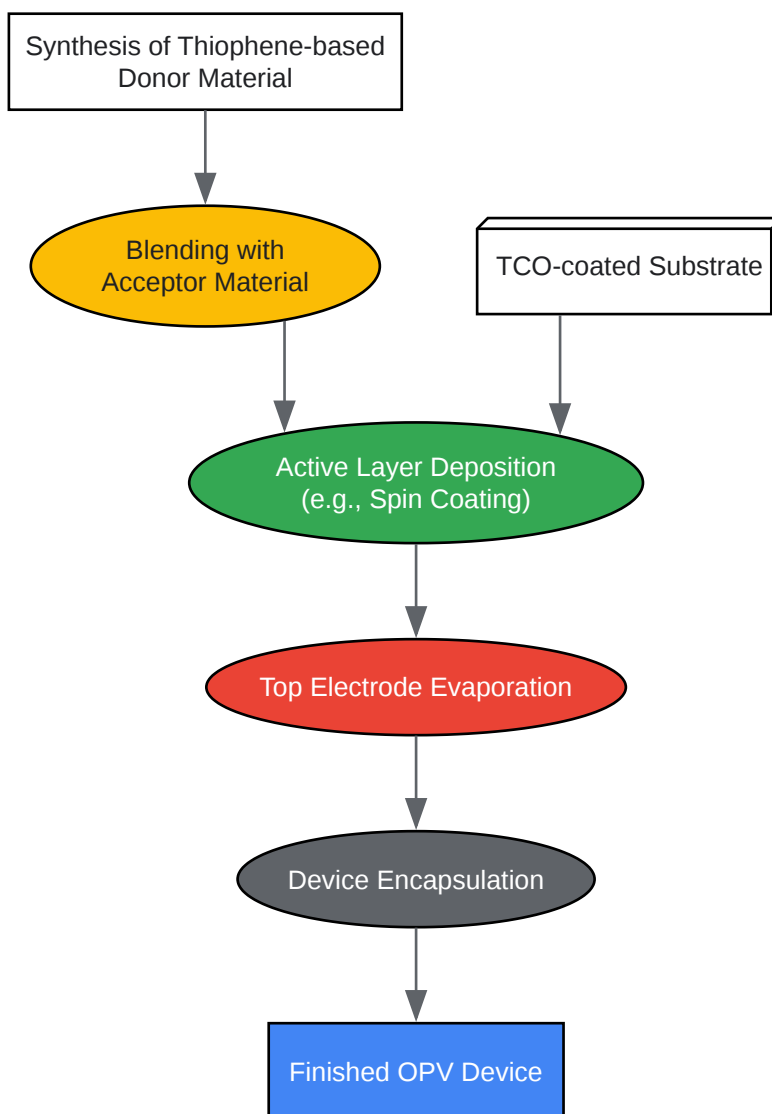 Synthesis of Thiophene-based
Donor Material
Blending with
Acceptor Material
TCO-coated Substrate
Active Layer Deposition
(e.g., Spin Coating)
Top Electrode Evaporation
Device Encapsulation
Finished OPV Device